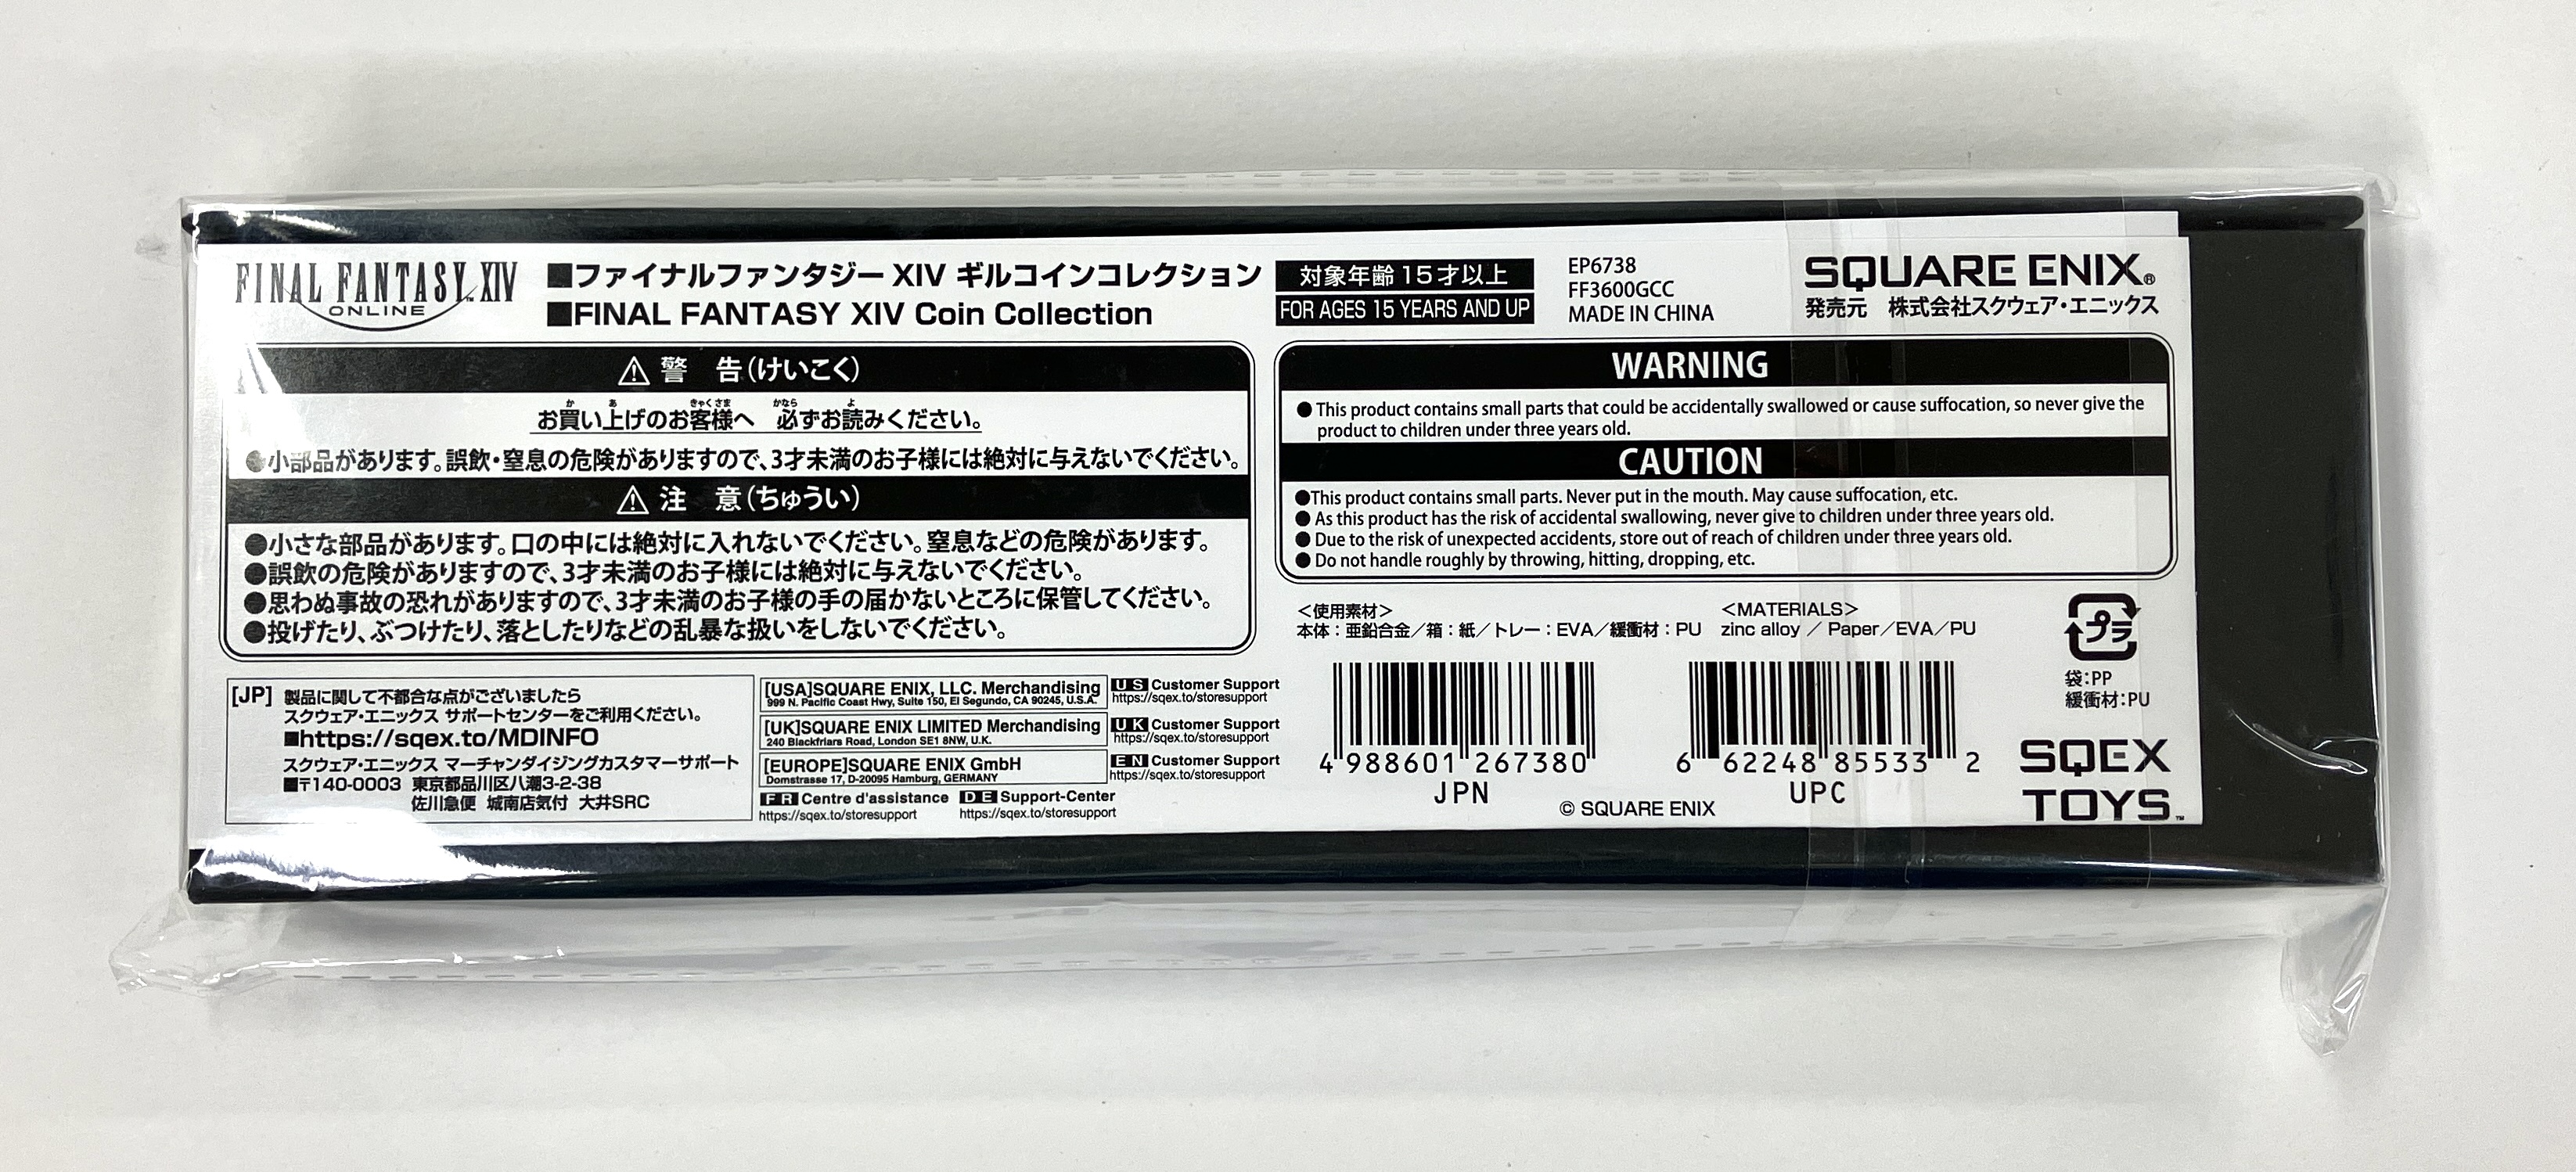 FINAL FANTASY XIV
ONLINE
■ファイナルファンタジー XIV ギルコインコレクション
■FINAL FANTASY XIV Coin Collection
対象年齢 15才以上
FOR AGES 15 YEARS AND UP
EP6738
FF3600GCC
MADE IN CHINA
SQUARE ENIX®
発売元 株式会社スクウェア・エニックス
⚠ 警 告(けいこく)
お買い上げのお客様へ 必ずお読みください。
●小部品があります。誤飲・窒息の危険がありますので、3才未満のお子様には絶対に与えないでください。
⚠ 注 意(ちゅうい)
●小さな部品があります。口の中には絶対に入れないでください。窒息などの危険があります。
●誤飲の危険がありますので、3才未満のお子様には絶対に与えないでください。
●思わぬ事故の恐れがありますので、3才未満のお子様の手の届かないところに保管してください。
●投げたり、ぶつけたり、落としたりなどの乱暴な扱いをしないでください。
WARNING
● This product contains small parts that could be accidentally swallowed or cause suffocation, so never give the
product to children under three years old.
CAUTION
●This product contains small parts. Never put in the mouth. May cause suffocation, etc.
● As this product has the risk of accidental swallowing, never give to children under three years old.
● Due to the risk of unexpected accidents, store out of reach of children under three years old.
● Do not handle roughly by throwing, hitting, dropping, etc.
＜使用素材＞
本体：亜鉛合金／箱：紙／トレー：EVA／緩衝材：PU
＜MATERIALS＞
zinc alloy ／ Paper／EVA／PU
プラ
袋：PP
緩衝材：PU
[JP] 製品に関して不都合な点がございましたら
スクウェア・エニックス サポートセンターをご利用ください。
■https://sqex.to/MDINFO
スクウェア・エニックス マーチャンダイジングカスタマーサポート
■〒140-0003 東京都品川区八潮3-2-38
佐川急便 城南店気付 大井SRC
[USA]SQUARE ENIX, LLC. Merchandising
999 N. Pacific Coast Hwy, Suite 150, El Segundo, CA 90245, U.S.A.
US Customer Support
https://sqex.to/storesupport
[UK]SQUARE ENIX LIMITED Merchandising
240 Blackfriars Road, London SE1 8NW, U.K.
UK Customer Support
https://sqex.to/storesupport
[EUROPE]SQUARE ENIX GmbH
Domstrasse 17, D-20095 Hamburg, GERMANY
EN Customer Support
https://sqex.to/storesupport
FR Centre d'assistance
https://sqex.to/storesupport
DE Support-Center
https://sqex.to/storesupport
4 988601 267380
JPN
6 62248 85533 2
UPC
© SQUARE ENIX
SQEX
TOYS™